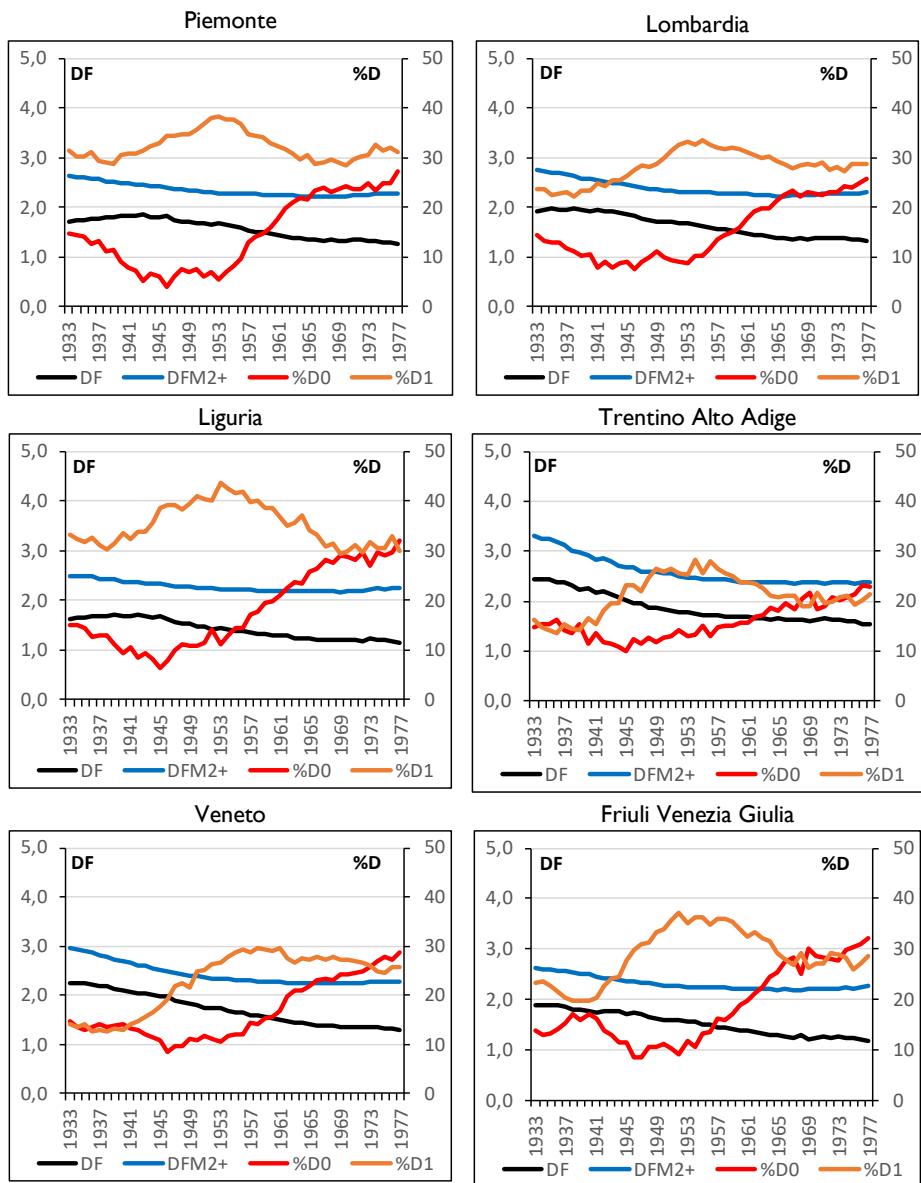 Piemonte
DF %D
5,0 50
4,0 40
3,0 30
2,0 20
1,0 10
0,0 0
1933 1937 1941 1945 1949 1953 1957 1961 1965 1969 1973 1977
DF DFM2+ %D0 %D1
Lombardia
DF %D
5,0 50
4,0 40
3,0 30
2,0 20
1,0 10
0,0 0
1933 1937 1941 1945 1949 1953 1957 1961 1965 1969 1973 1977
DF DFM2+ %D0 %D1
Liguria
DF %D
5,0 50
4,0 40
3,0 30
2,0 20
1,0 10
0,0 0
1933 1937 1941 1945 1949 1953 1957 1961 1965 1969 1973 1977
DF DFM2+ %D0 %D1
Trentino Alto Adige
DF %D
5,0 50
4,0 40
3,0 30
2,0 20
1,0 10
0,0 0
1933 1937 1941 1945 1949 1953 1957 1961 1965 1969 1973 1977
DF DFM2+ %D0 %D1
Veneto
DF %D
5,0 50
4,0 40
3,0 30
2,0 20
1,0 10
0,0 0
1933 1937 1941 1945 1949 1953 1957 1961 1965 1969 1973 1977
DF DFM2+ %D0 %D1
Friuli Venezia Giulia
DF %D
5,0 50
4,0 40
3,0 30
2,0 20
1,0 10
0,0 0
1933 1937 1941 1945 1949 1953 1957 1961 1965 1969 1973 1977
DF DFM2+ %D0 %D1